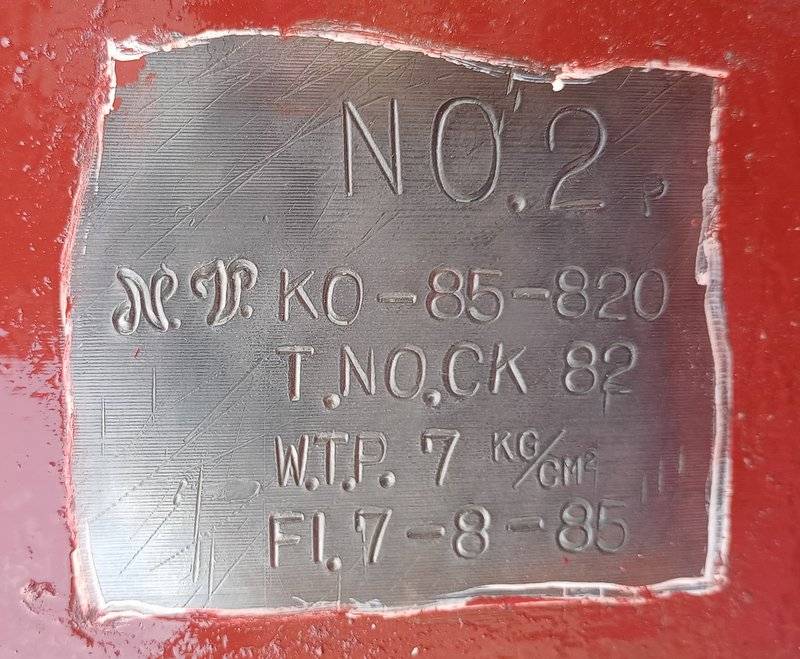 NO.2
N.V. KO-85-820
T.NO.CK 82
W.T.P. 7 KG/CM²
FI.7-8-85